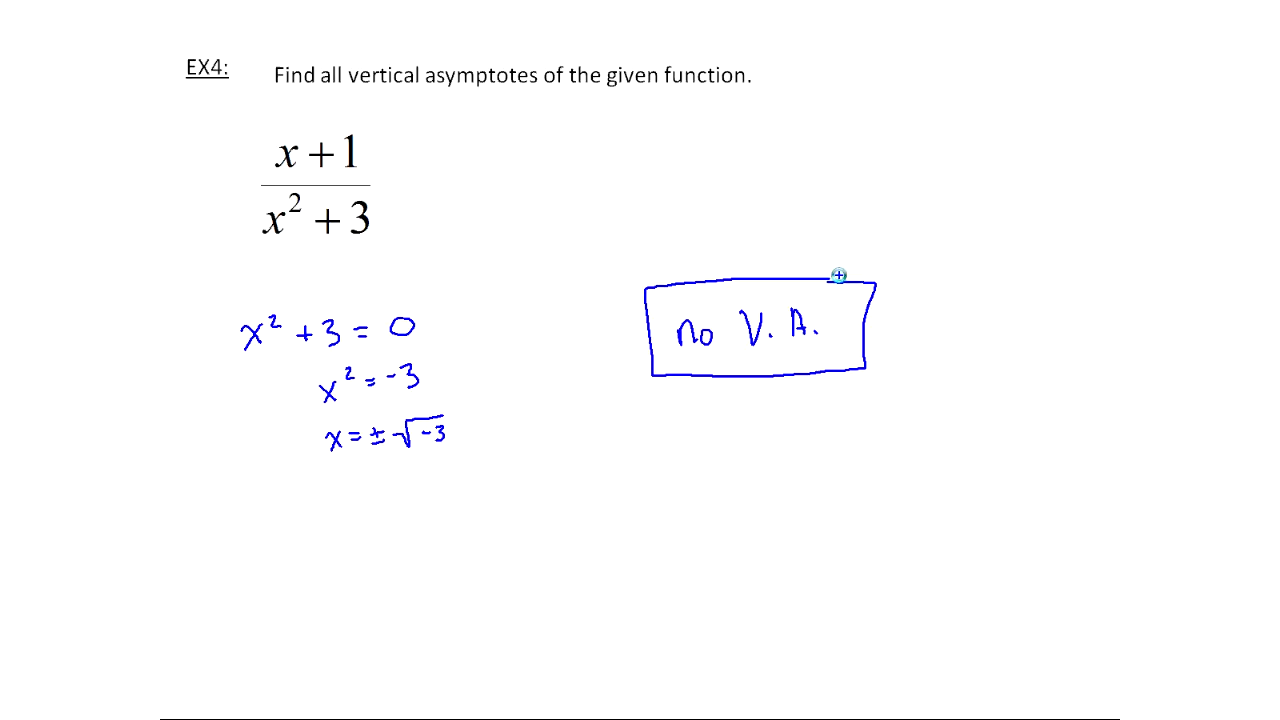 EX4: Find all vertical asymptotes of the given function.
x + 1
x² + 3
x² + 3 = 0
x² = -3
x = ± √-3
no V. A.